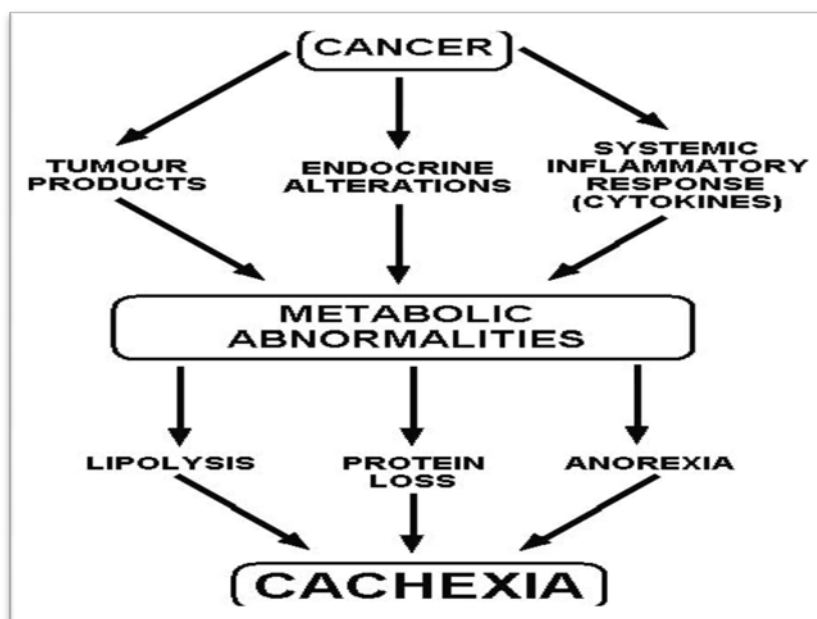 CANCER
TUMOUR
PRODUCTS
ENDOCRINE
ALTERATIONS
SYSTEMIC
INFLAMMATORY
RESPONSE
(CYTOKINES)
METABOLIC
ABNORMALITIES
LIPOLYSIS
PROTEIN
LOSS
ANOREXIA
CACHEXIA